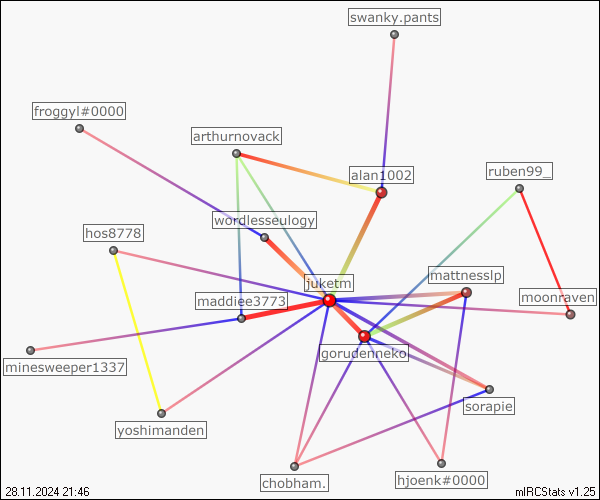 swanky.pants
froggyl#0000
arthurnovack
alan1002
ruben99_
wordlesseulogy
hos8778
mattnesslp
juketm
moonraven
maddiee3773
gorudenneko
minesweeper1337
sorapie
yoshimanden
chobham.
hjoenk#0000
28.11.2024 21:46
mIRCStats v1.25